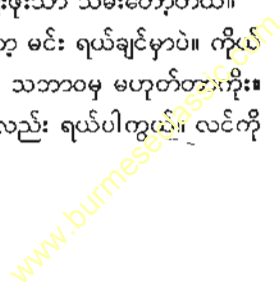 းဖူးသာ သိမ်းတော့တယ်။
ာ့ မင်း ရယ်ချင်မှာပဲ။ ကိုယ်
သဘာဝမှ မဟုတ်တာကိုး။
လည်း ရယ်ပါကွယ်။ လင်ကို
www.burmeseclassic.com